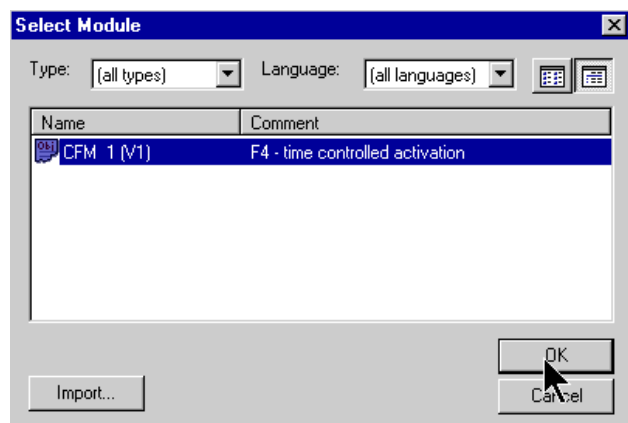 Select Module
Type: (all types) Language: (all languages)
Name Comment
Obj CFM 1 (V1) F4 - time controlled activation
OK
Import... Cancel